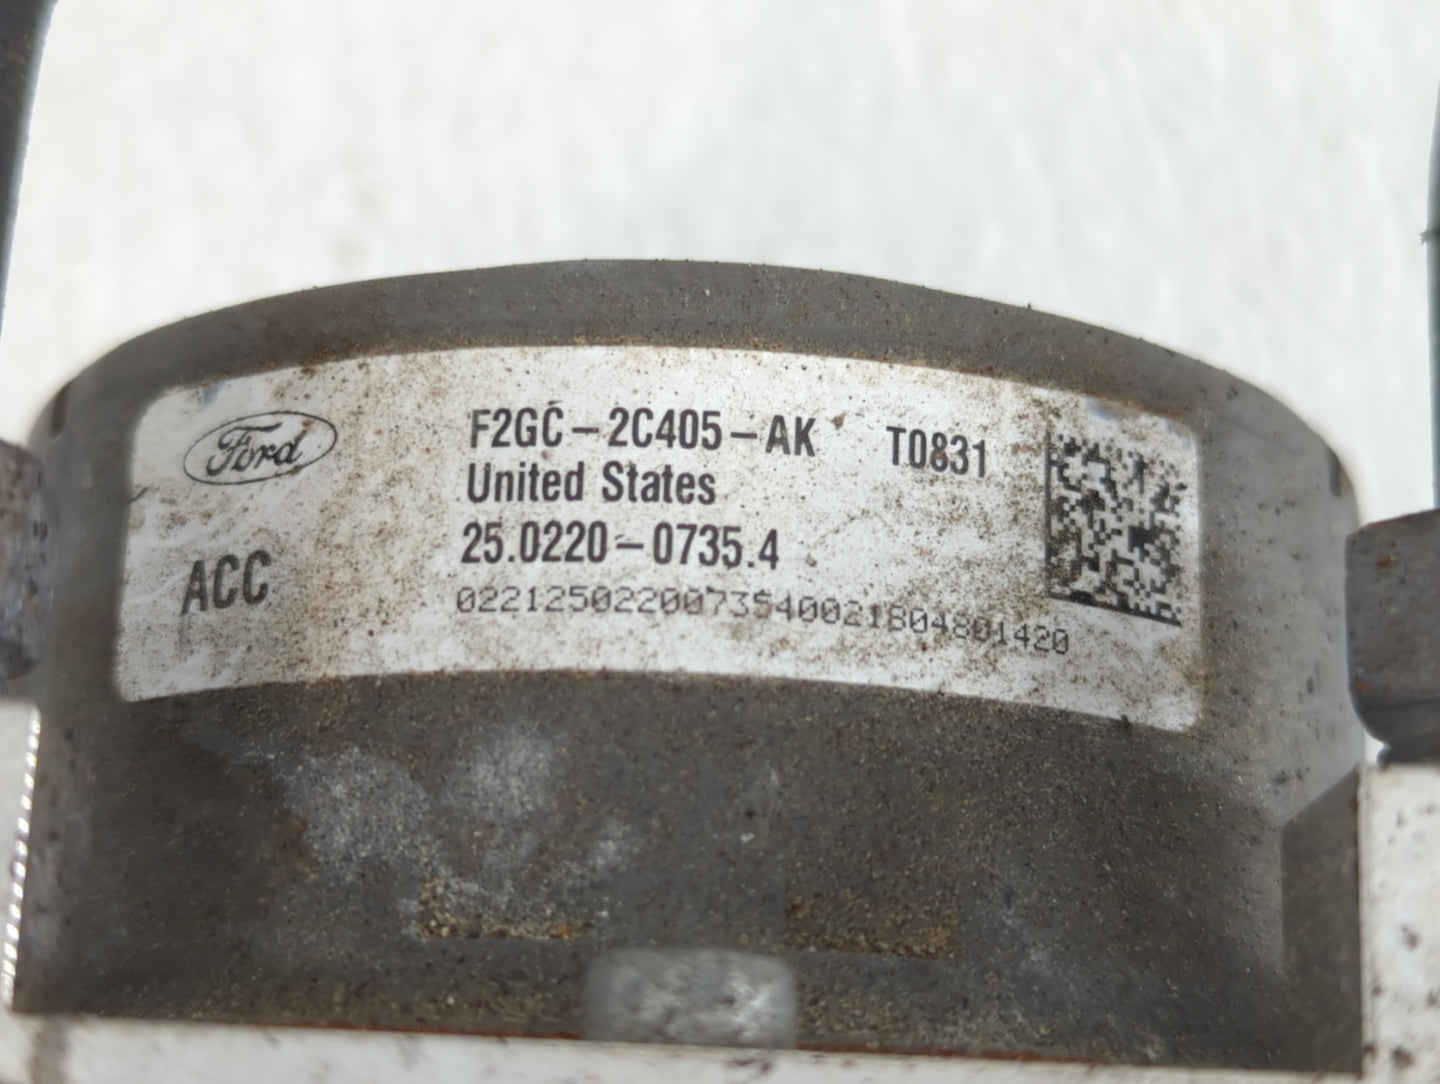 Ford
F2GC-2C405-AK T0831
United States
25.0220-0735.4
ACC
02212502200735400218048014​20